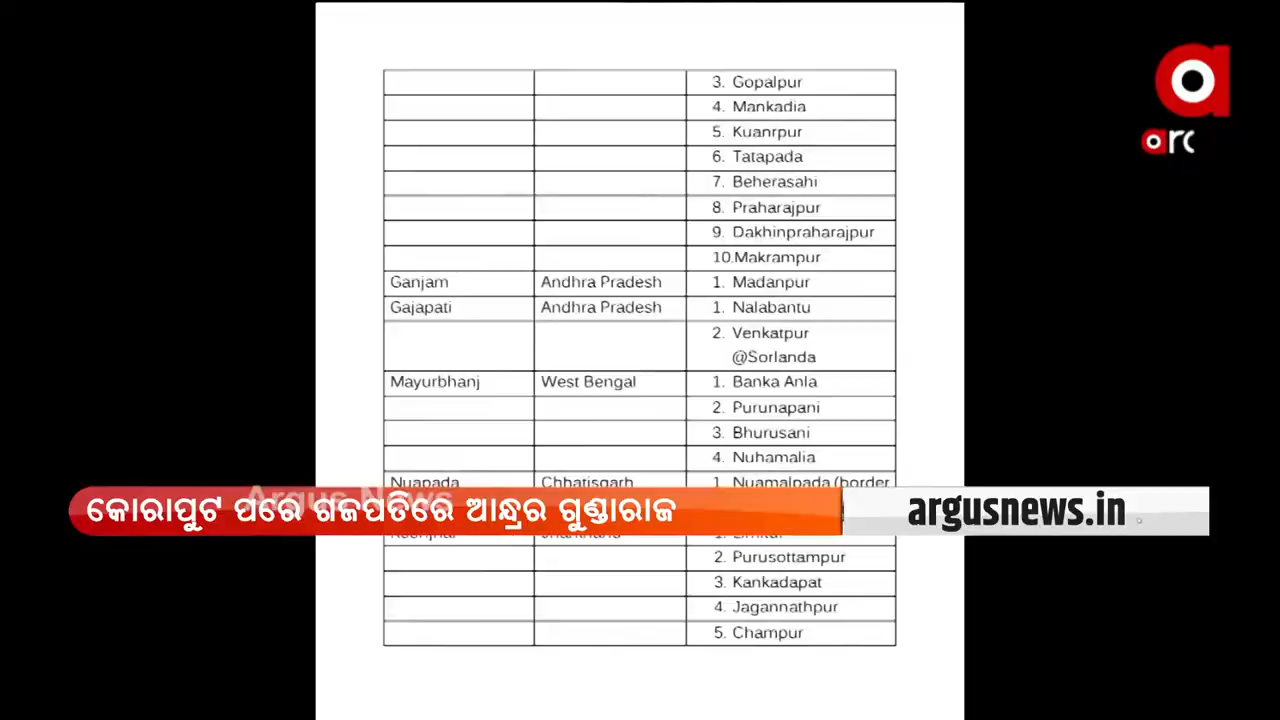 3. Gopalpur
4. Mankadia
5. Kuanrpur
6. Tatapada
7. Beherasahi
8. Praharajpur
9. Dakhinpraharajpur
10.Makrampur
Ganjam Andhra Pradesh 1. Madanpur
Gajapati Andhra Pradesh 1. Nalabantu
2. Venkatpur
@Sorlanda
Mayurbhanj West Bengal 1. Banka Anla
2. Purunapani
3. Bhurusani
4. Nuhamalia
Nuapada Chhatisgarh 1. Nuamalpada (border
2. Purusottampur
3. Kankadapat
4. Jagannathpur
5. Champur
arc
Argus News
କୋରାପୁଟ ପରେ ଗଜପତିରେ ଆନ୍ଧ୍ରର ଗୁଣ୍ଡାରାଜ
argusnews.in